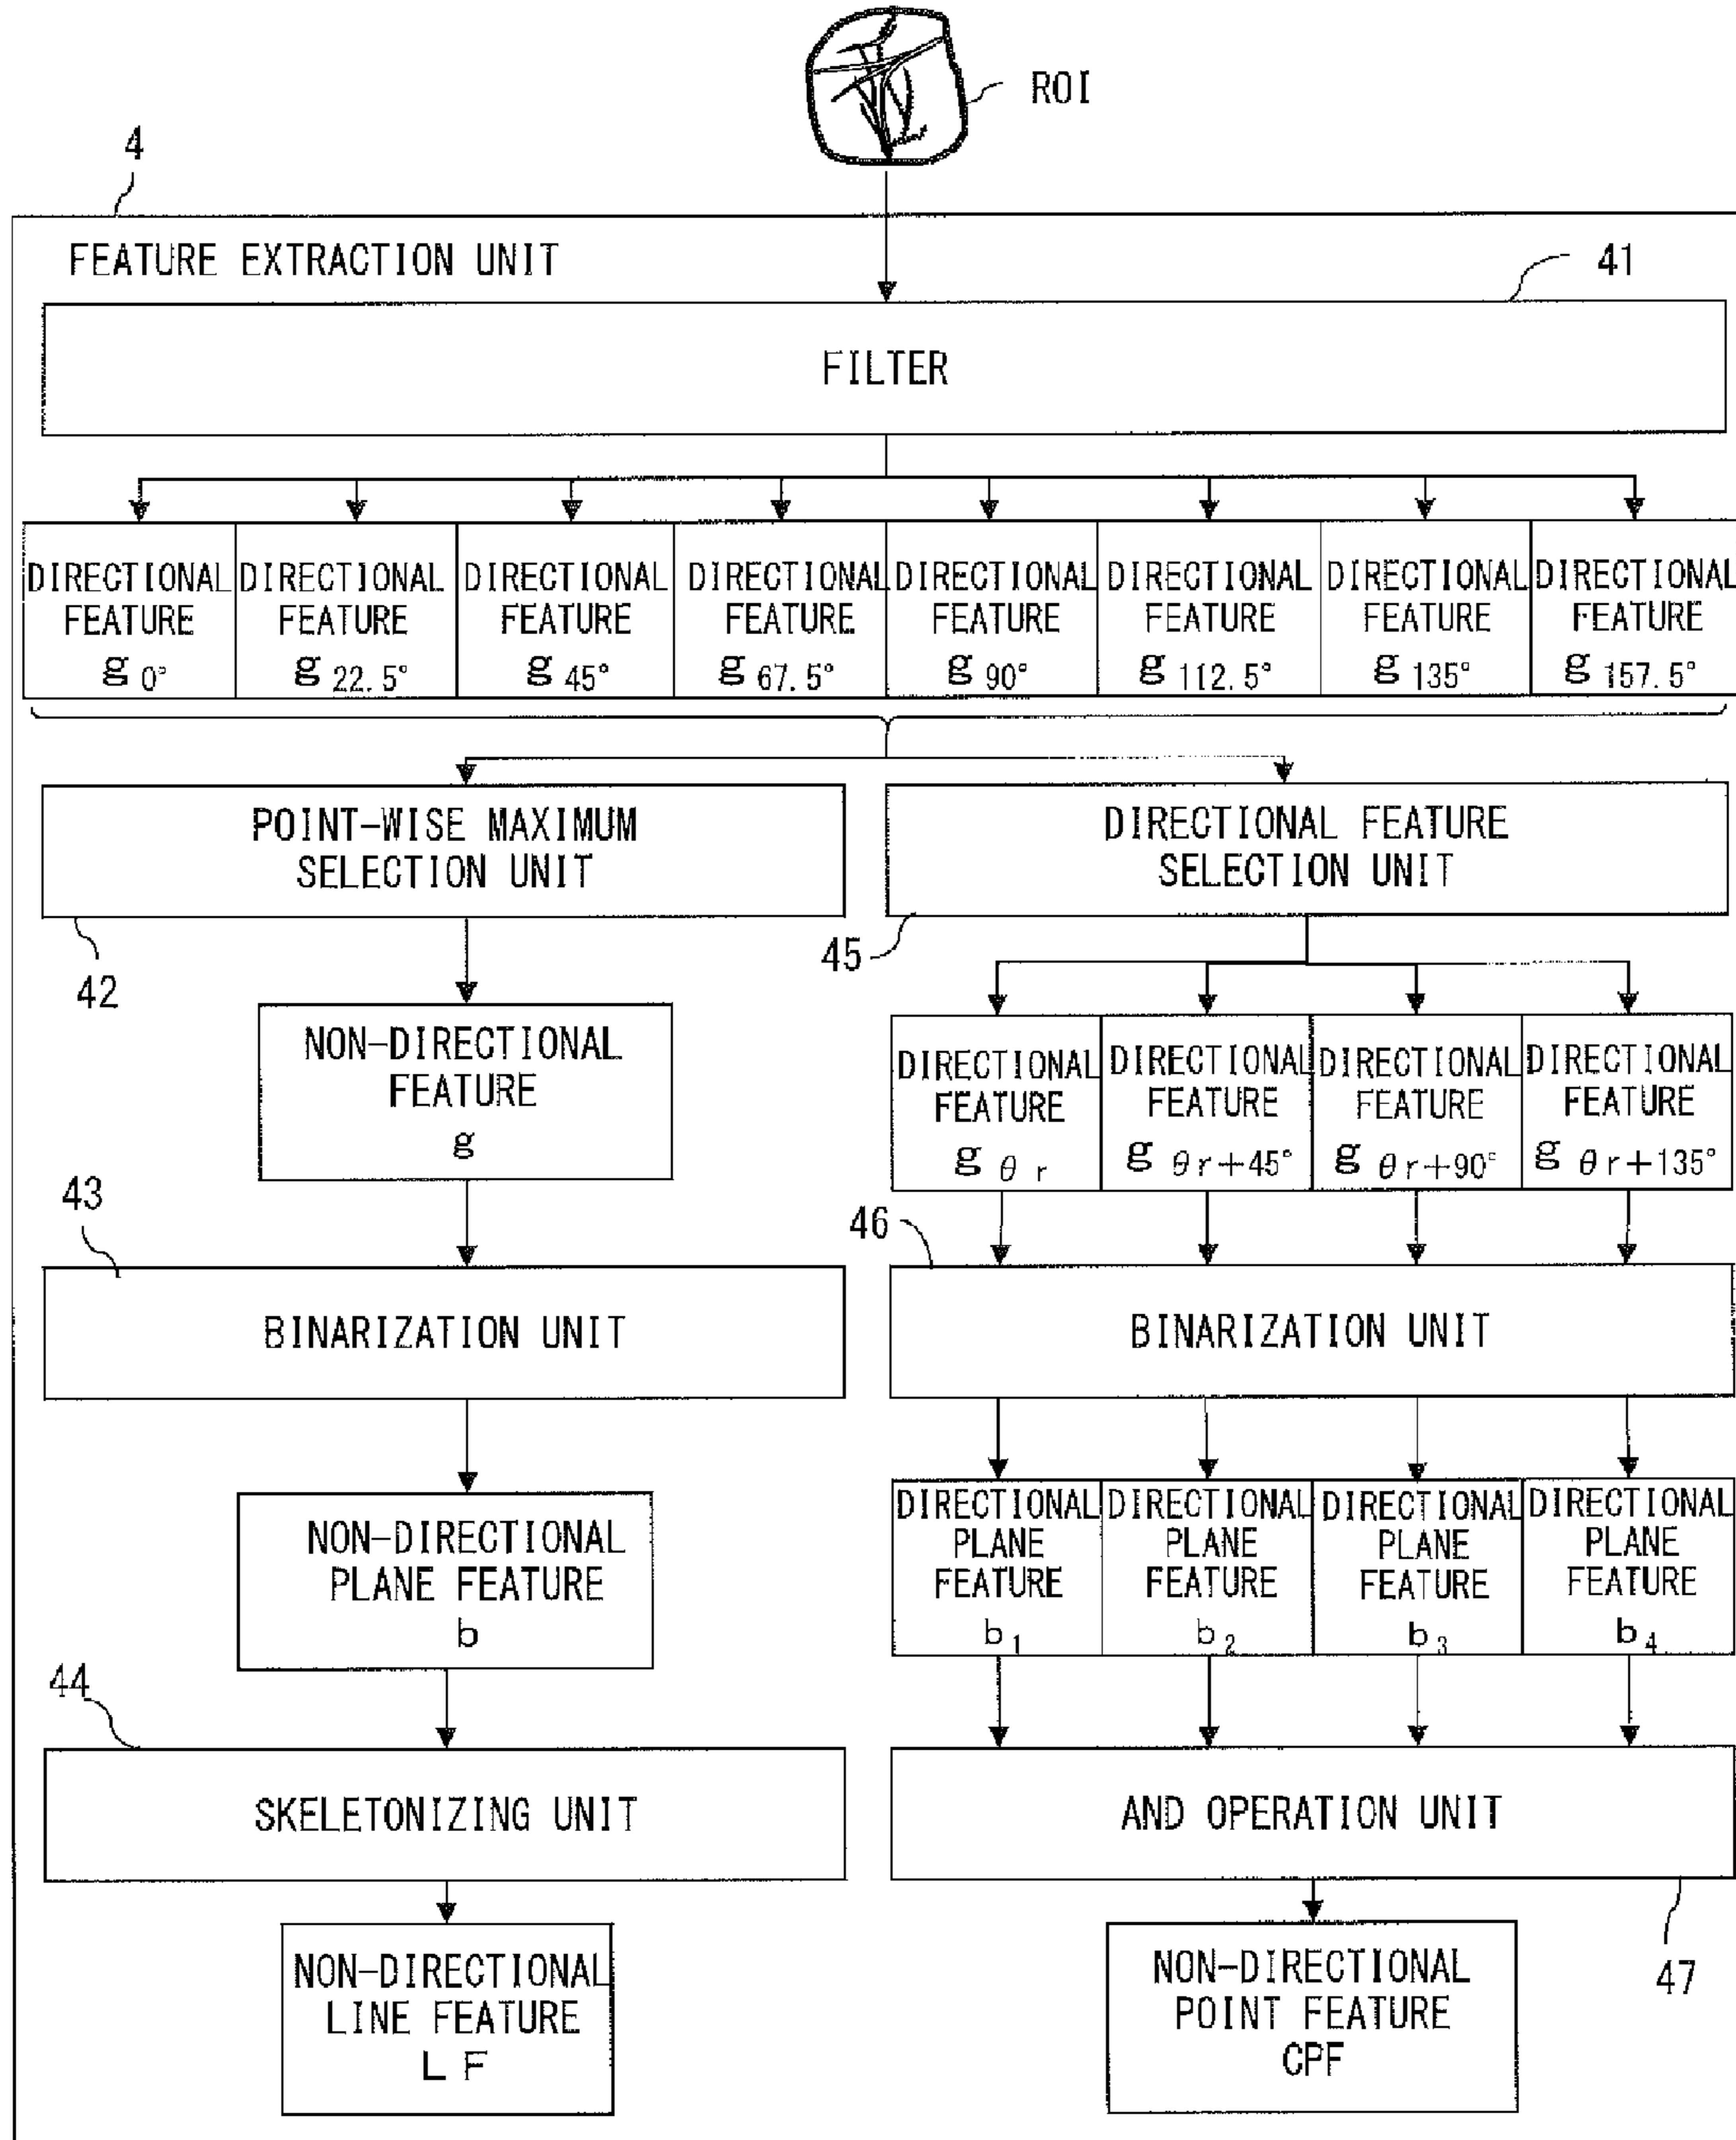 ROI
4
FEATURE EXTRACTION UNIT
41
FILTER
DIRECTIONAL
FEATURE
g 0°
DIRECTIONAL
FEATURE
g 22.5°
DIRECTIONAL
FEATURE
g 45°
DIRECTIONAL
FEATURE
g 67.5°
DIRECTIONAL
FEATURE
g 90°
DIRECTIONAL
FEATURE
g 112.5°
DIRECTIONAL
FEATURE
g 135°
DIRECTIONAL
FEATURE
g 157.5°
POINT-WISE MAXIMUM
SELECTION UNIT
42
DIRECTIONAL FEATURE
SELECTION UNIT
45
NON-DIRECTIONAL
FEATURE
g
DIRECTIONAL
FEATURE
g θr
DIRECTIONAL
FEATURE
g θr+45°
DIRECTIONAL
FEATURE
g θr+90°
DIRECTIONAL
FEATURE
g θr+135°
43
BINARIZATION UNIT
46
BINARIZATION UNIT
NON-DIRECTIONAL
PLANE FEATURE
b
DIRECTIONAL
PLANE
FEATURE
b1
DIRECTIONAL
PLANE
FEATURE
b2
DIRECTIONAL
PLANE
FEATURE
b3
DIRECTIONAL
PLANE
FEATURE
b4
44
SKELETONIZING UNIT
AND OPERATION UNIT
47
NON-DIRECTIONAL
LINE FEATURE
LF
NON-DIRECTIONAL
POINT FEATURE
CPF